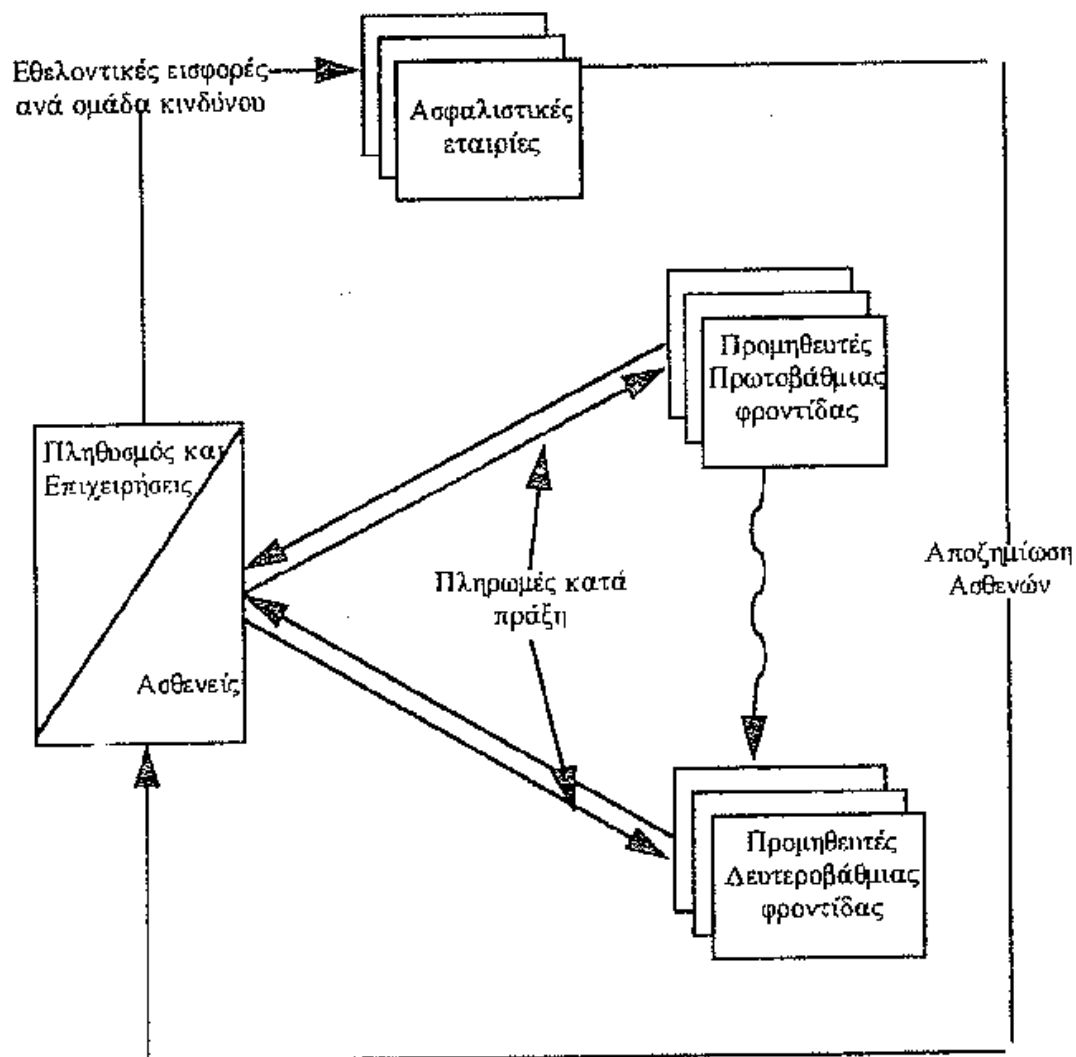 Εθελοντικές εισφορές
ανά ομάδα κινδύνου
Ασφαλιστικές
εταιρίες
Προμηθευτές
Πρωτοβάθμιας
φροντίδας
Πληθυσμός και
Επιχειρήσεις
Πληρωμές κατά
πράξη
Αποζημίωση
Ασθενών
Ασθενείς
Προμηθευτές
Δευτεροβάθμιας
φροντίδας